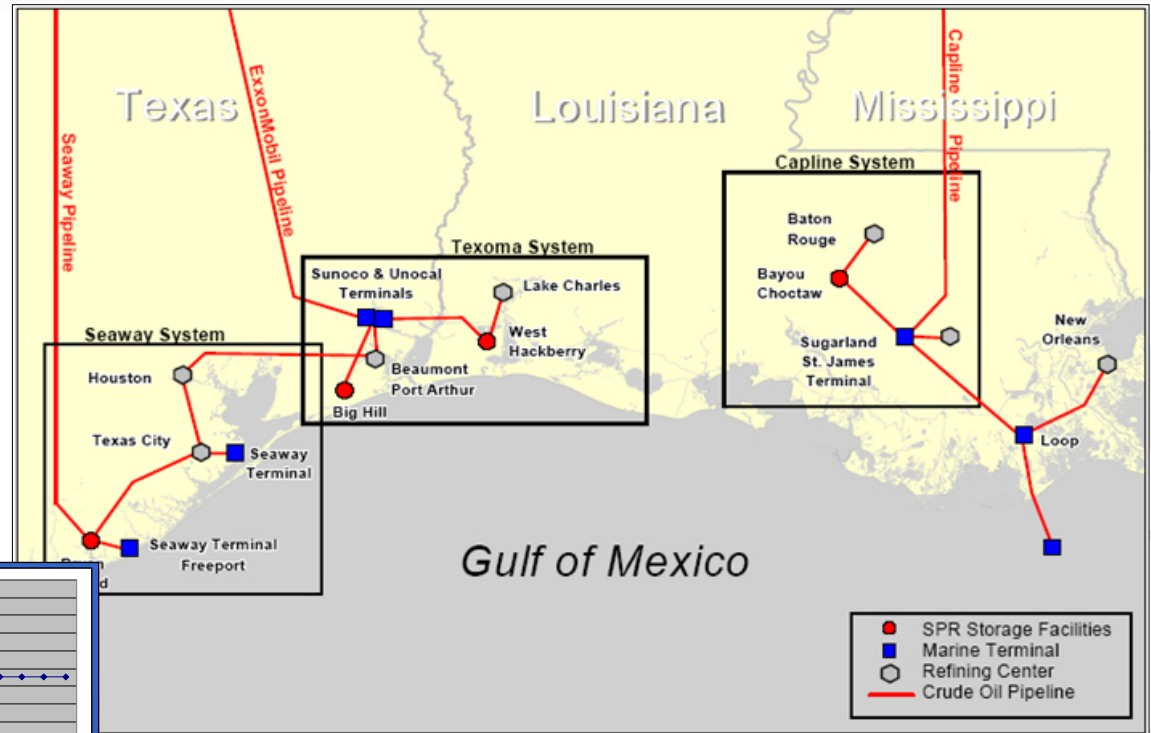 Texas
Louisiana
Mississippi
Seaway Pipeline
ExxonMobil Pipeline
Capline Pipeline
Capline System
Baton
Rouge
Bayou
Choctaw
Sugarland
St. James
Terminal
New
Orleans
Loop
Texoma System
Sunoco & Unocal
Terminals
Lake Charles
West
Hackberry
Beaumont
Port Arthur
Big Hill
Seaway System
Houston
Texas City
Seaway
Terminal
Seaway Terminal
Freeport
Gulf of Mexico
SPR Storage Facilities
Marine Terminal
Refining Center
Crude Oil Pipeline